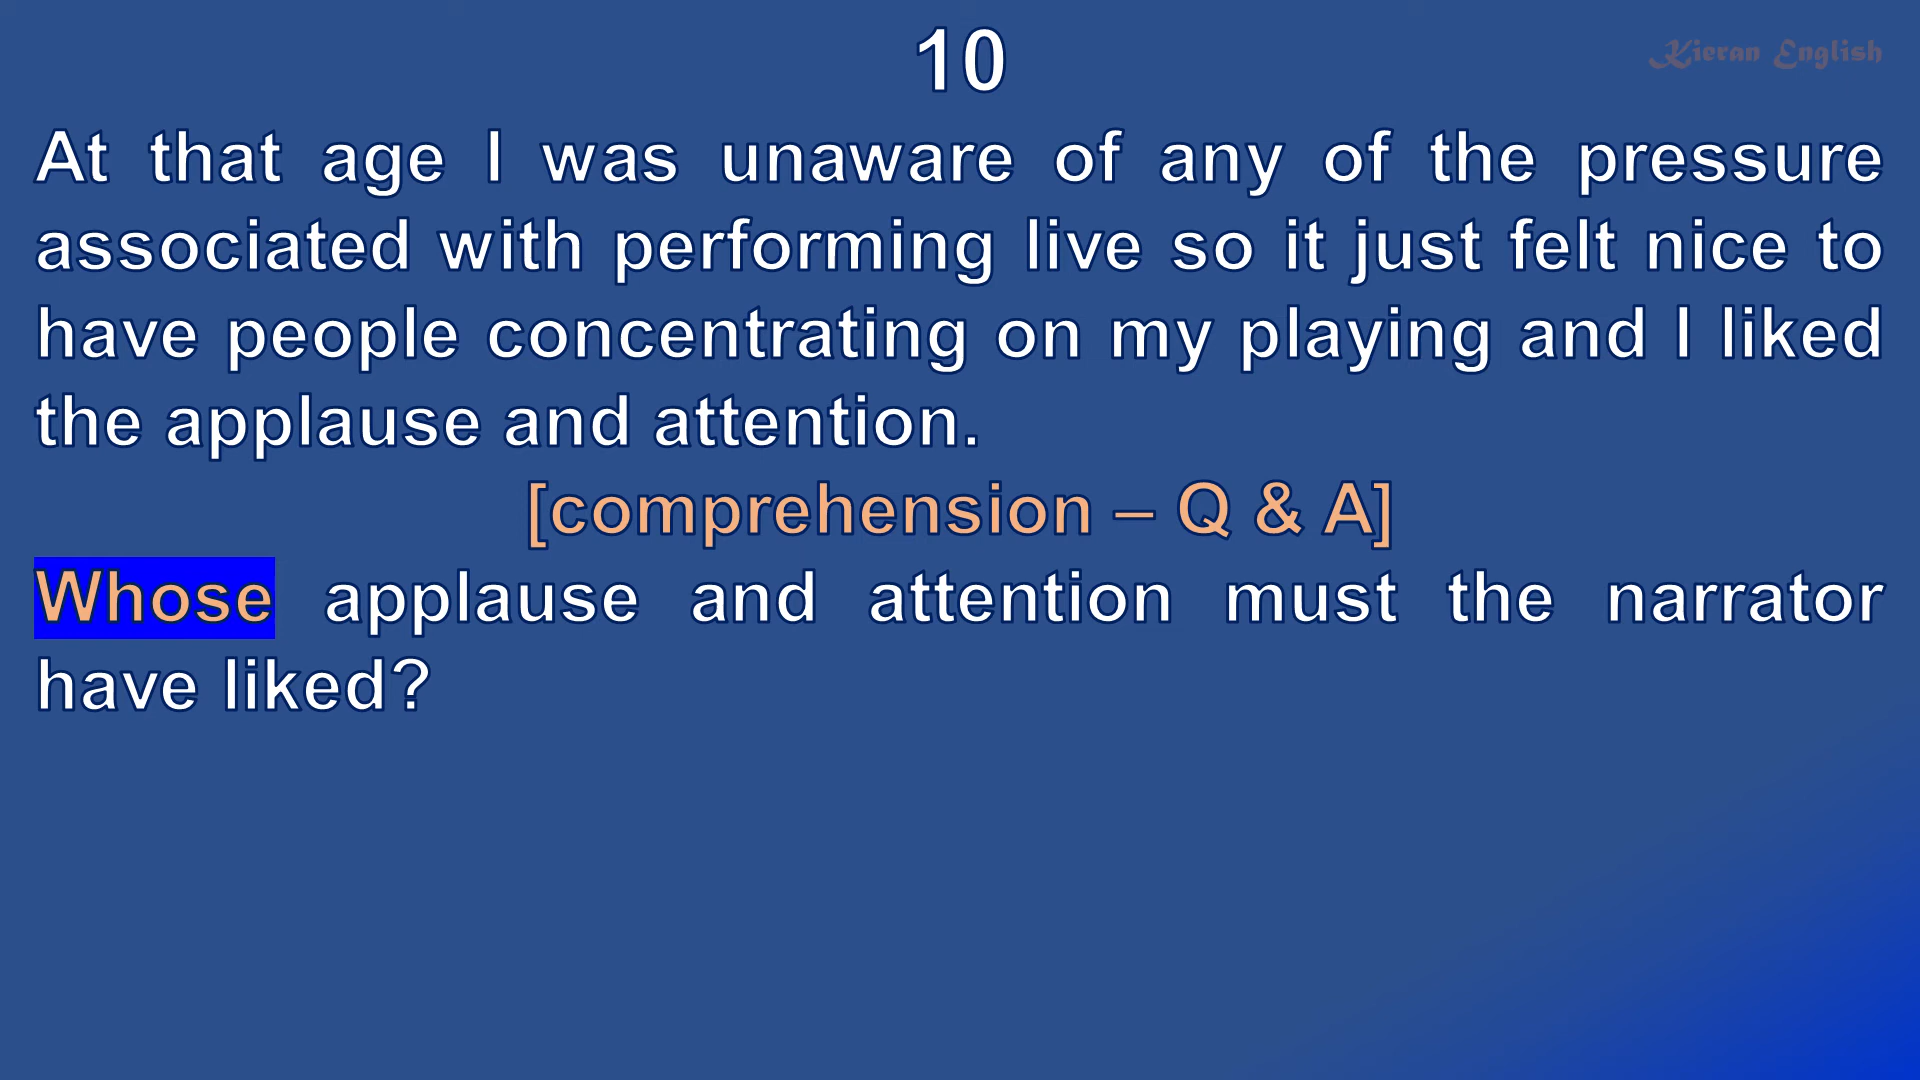 10
Kieran English
At that age I was unaware of any of the pressure
associated with performing live so it just felt nice to
have people concentrating on my playing and I liked
the applause and attention.
[comprehension – Q & A]
Whose applause and attention must the narrator
have liked?